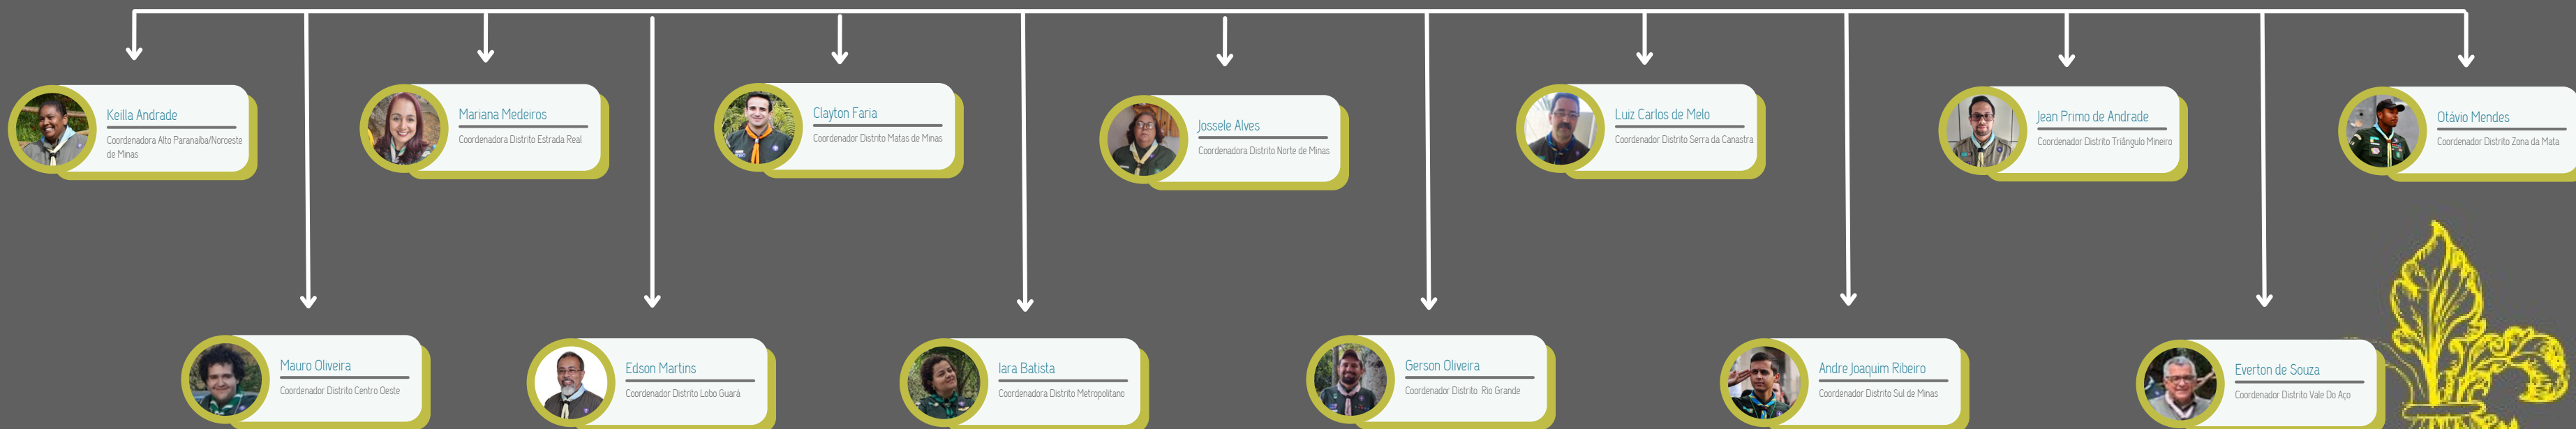 Keilla Andrade
Coordenadora Alto Paranaíba/Noroeste
de Minas
Mariana Medeiros
Coordenadora Distrito Estrada Real
Clayton Faria
Coordenador Distrito Matas de Minas
Jossele Alves
Coordenadora Distrito Norte de Minas
Luiz Carlos de Melo
Coordenador Distrito Serra da Canastra
Jean Primo de Andrade
Coordenador Distrito Triângulo Mineiro
Otávio Mendes
Coordenador Distrito Zona da Mata
Mauro Oliveira
Coordenador Distrito Centro Oeste
Edson Martins
Coordenador Distrito Lobo Guará
Iara Batista
Coordenadora Distrito Metropolitano
Gerson Oliveira
Coordenador Distrito Rio Grande
Andre Joaquim Ribeiro
Coordenador Distrito Sul de Minas
Everton de Souza
Coordenador Distrito Vale Do Aço